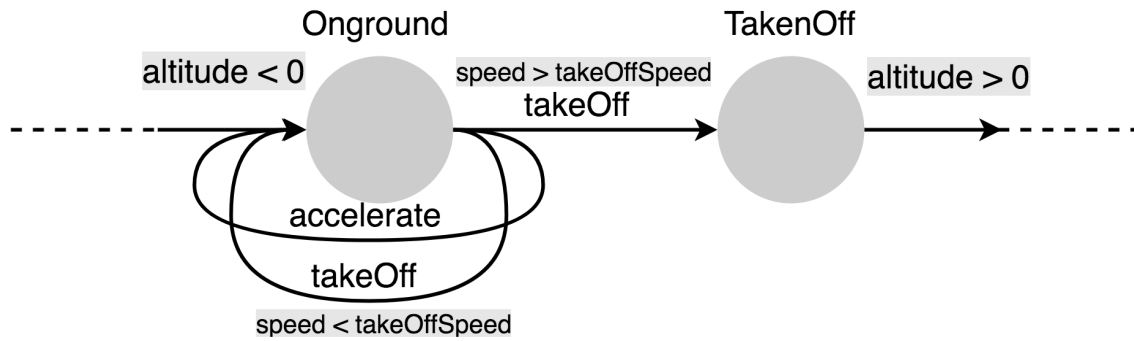 Onground
TakenOff
altitude < 0
speed > takeOffSpeed
takeOff
altitude > 0
accelerate
takeOff
speed < takeOffSpeed